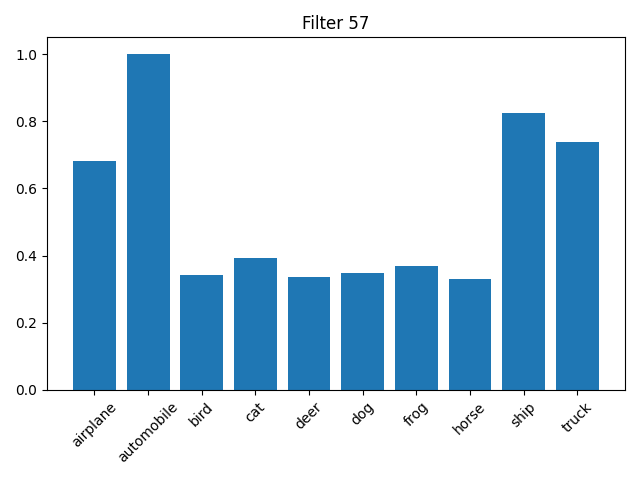 Filter 57
1.0
0.8
0.6
0.4
0.2
0.0
airplane
automobile
bird
cat
deer
dog
frog
horse
ship
truck